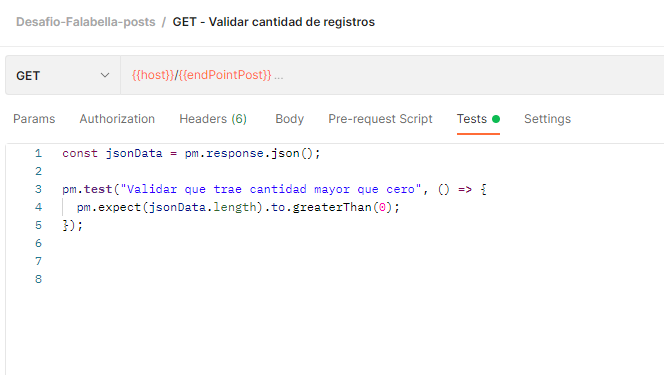 Desafio-Falabella-posts / GET - Validar cantidad de registros
GET {{host}}/{{endPointPost}} ...
Params Authorization Headers (6) Body Pre-request Script Tests Settings
1 const jsonData = pm.response.json();
2
3 pm.test("Validar que trae cantidad mayor que cero", () => {
4 pm.expect(jsonData.length).to.greaterThan(0);
5 });
6
7
8